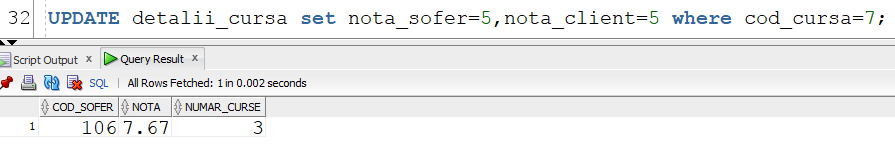 32 UPDATE detalii_cursa set nota_sofer=5,nota_client=5 where cod_cursa=7;
Script Output x Query Result x
SQL | All Rows Fetched: 1 in 0.002 seconds
COD_SOFER NOTA NUMAR_CURSE
1 106 7.67 3